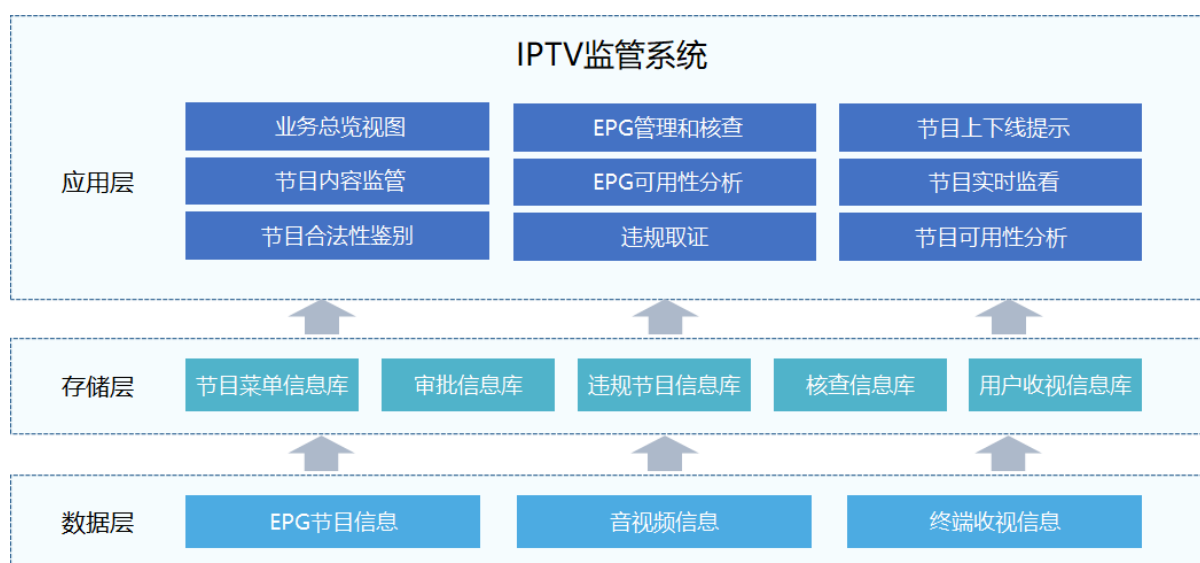 IPTV监管系统
应用层
业务总览视图
EPG管理和核查
节目上下线提示
节目内容监管
EPG可用性分析
节目实时监看
节目合法性鉴别
违规取证
节目可用性分析
存储层
节目菜单信息库
审批信息库
违规节目信息库
核查信息库
用户收视信息库
数据层
EPG节目信息
音视频信息
终端收视信息